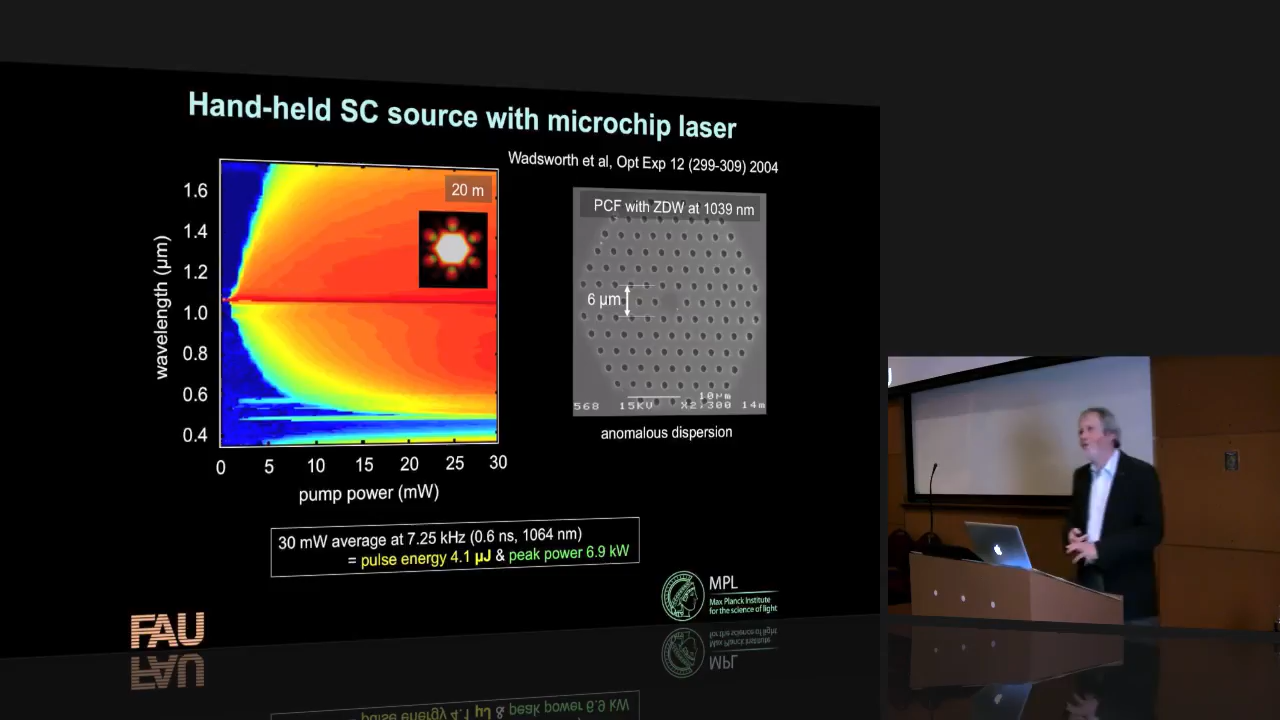 Hand-held SC source with microchip laser
Wadsworth et al, Opt Exp 12 (299-309) 2004
20 m
PCF with ZDW at 1039 nm
wavelength (µm)
1.6
1.4
1.2
1.0
0.8
0.6
0.4
6 µm
10µm
568 15KV X2,300 14m
0 5 10 15 20 25 30
pump power (mW)
anomalous dispersion
30 mW average at 7.25 kHz (0.6 ns, 1064 nm)
= pulse energy 4.1 µJ & peak power 6.9 kW
FAU
MPL
Max Planck Institute
for the science of light